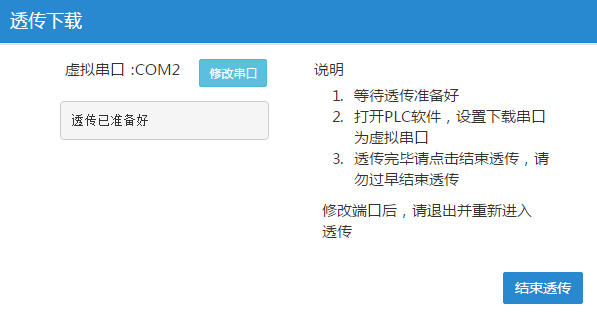 透传下载
虚拟串口 :COM2
修改串口
透传已准备好
说明
1. 等待透传准备好
2. 打开PLC软件，设置下载串口
为虚拟串口
3. 透传完毕请点击结束透传，请
勿过早结束透传
修改端口后，请退出并重新进入
透传
结束透传